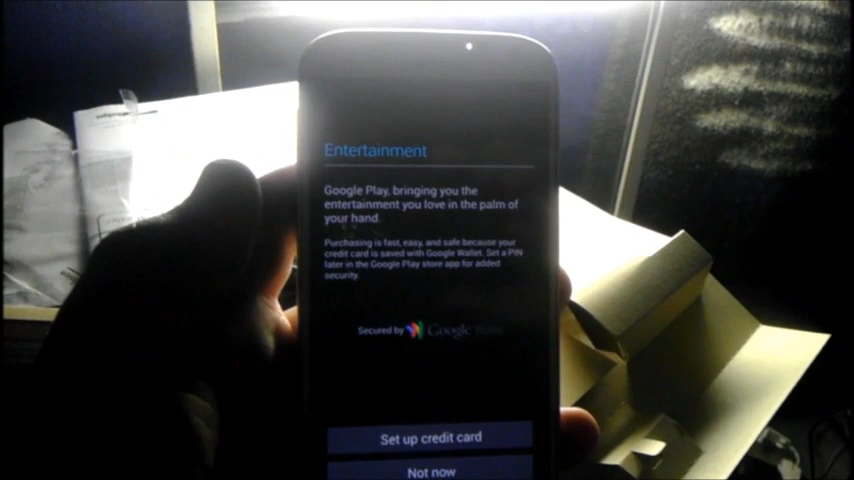 Entertainment
Google Play, bringing you the
entertainment you love in the palm of
your hand.
Purchasing is fast, easy, and safe because your
credit card is saved with Google Wallet. Set a PIN
later in the Google Play store app for added
security.
Secured by Google Wallet
Set up credit card
Not now